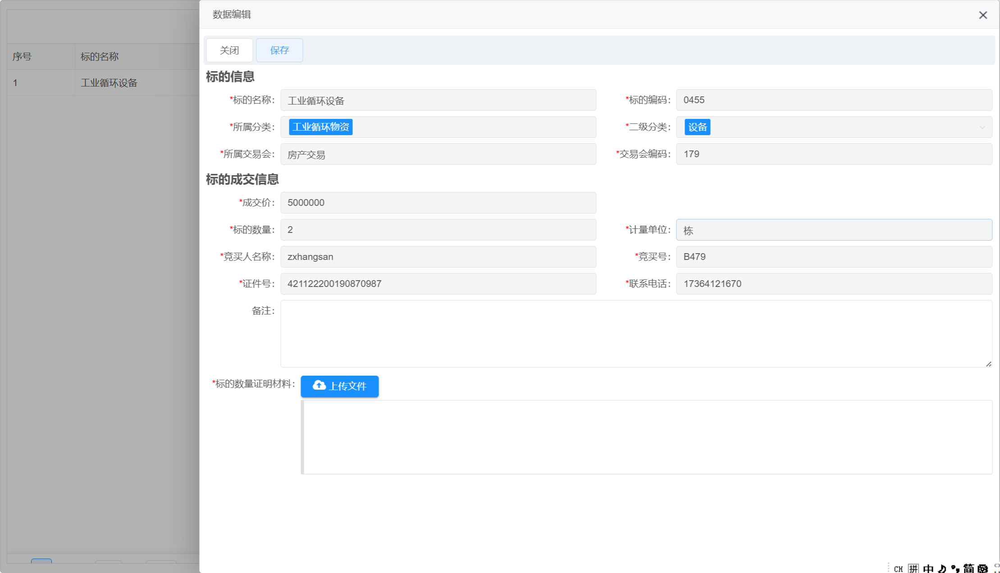 数据编辑
关闭 保存
序号 标的名称
1 工业循环设备
标的信息
*标的名称: 工业循环设备 *标的编码: 0455
*所属分类: 工业循环物资 *二级分类: 设备
*所属交易会: 房产交易 *交易会编码: 179
标的成交信息
*成交价: 5000000
*标的数量: 2 *计量单位: 栋
*竞买人名称: zxhangsan *竞买号: B479
*证件号: 421122200190870987 *联系电话: 17364121670
备注:
*标的数量证明材料: 上传文件
CH 拼 中 简